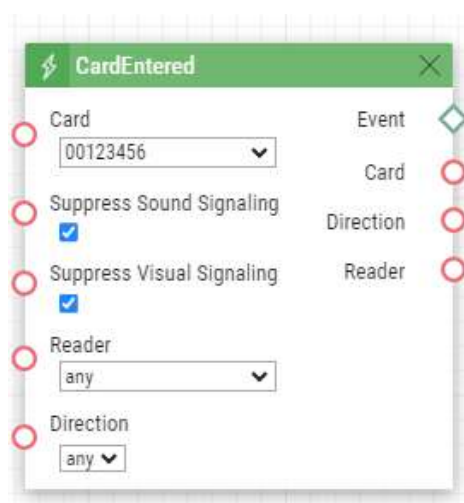 CardEntered
Card
00123456
Suppress Sound Signaling
Suppress Visual Signaling
Reader
any
Direction
any
Event
Card
Direction
Reader